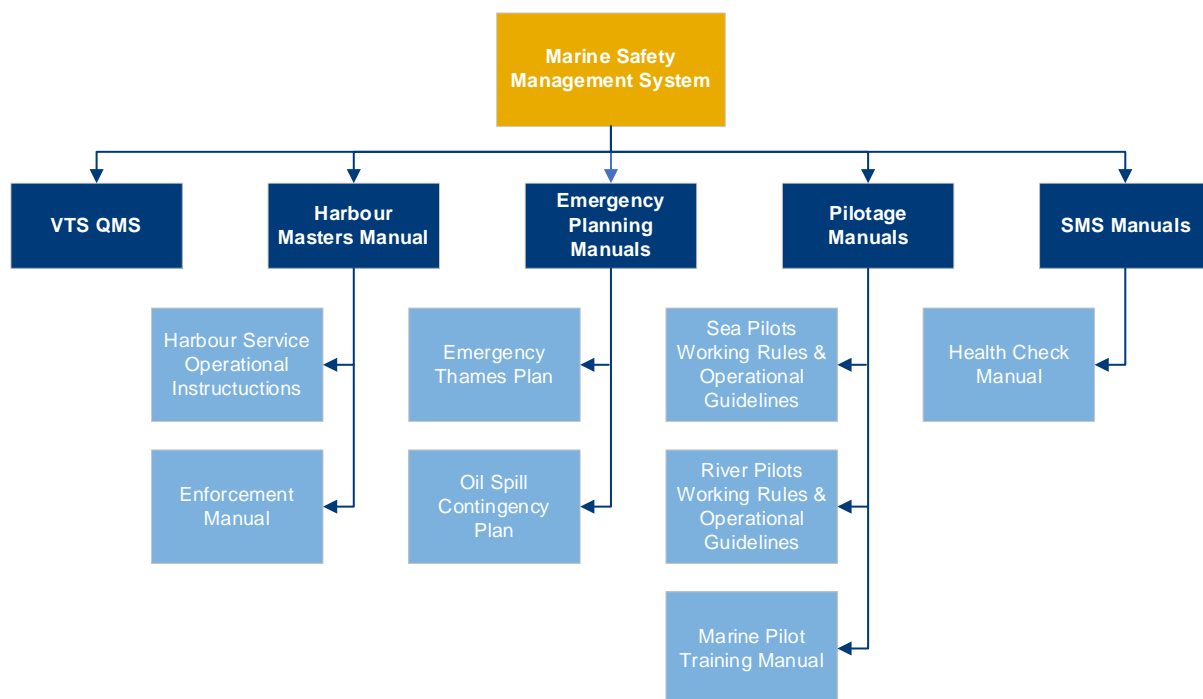 Marine Safety
Management System
VTS QMS
Harbour
Masters Manual
Emergency
Planning
Manuals
Pilotage
Manuals
SMS Manuals
Harbour Service
Operational
Instructuctions
Emergency
Thames Plan
Sea Pilots
Working Rules &
Operational
Guidelines
Health Check
Manual
Enforcement
Manual
Oil Spill
Contingency
Plan
River Pilots
Working Rules &
Operational
Guidelines
Marine Pilot
Training Manual